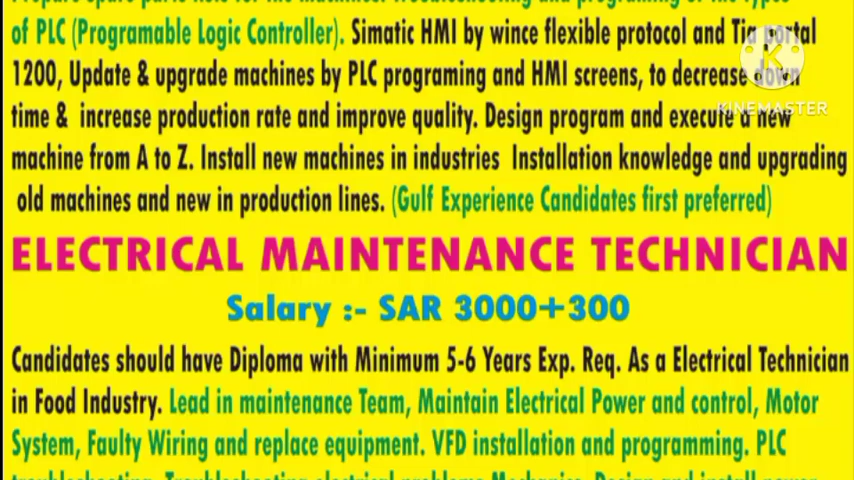 of PLC (Programable Logic Controller). Simatic HMI by wince flexible protocol and Tia portal
1200, Update & upgrade machines by PLC programing and HMI screens, to decrease down
time & increase production rate and improve quality. Design program and execute a new
machine from A to Z. Install new machines in industries Installation knowledge and upgrading
old machines and new in production lines. (Gulf Experience Candidates first preferred)
ELECTRICAL MAINTENANCE TECHNICIAN
Salary :- SAR 3000+300
Candidates should have Diploma with Minimum 5-6 Years Exp. Req. As a Electrical Technician
in Food Industry. Lead in maintenance Team, Maintain Electrical Power and control, Motor
System, Faulty Wiring and replace equipment. VFD installation and programming. PLC
K
KINEMASTER